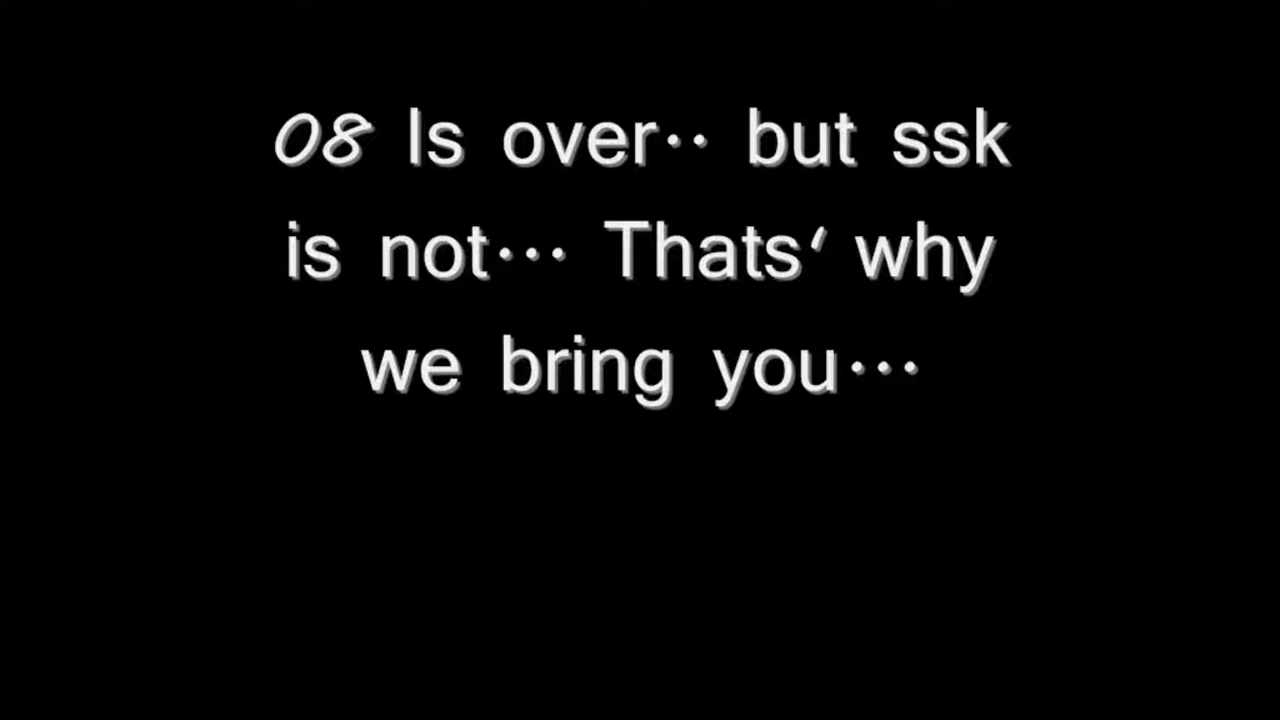 08 Is over·· but ssk
is not··· Thats‘ why
we bring you···